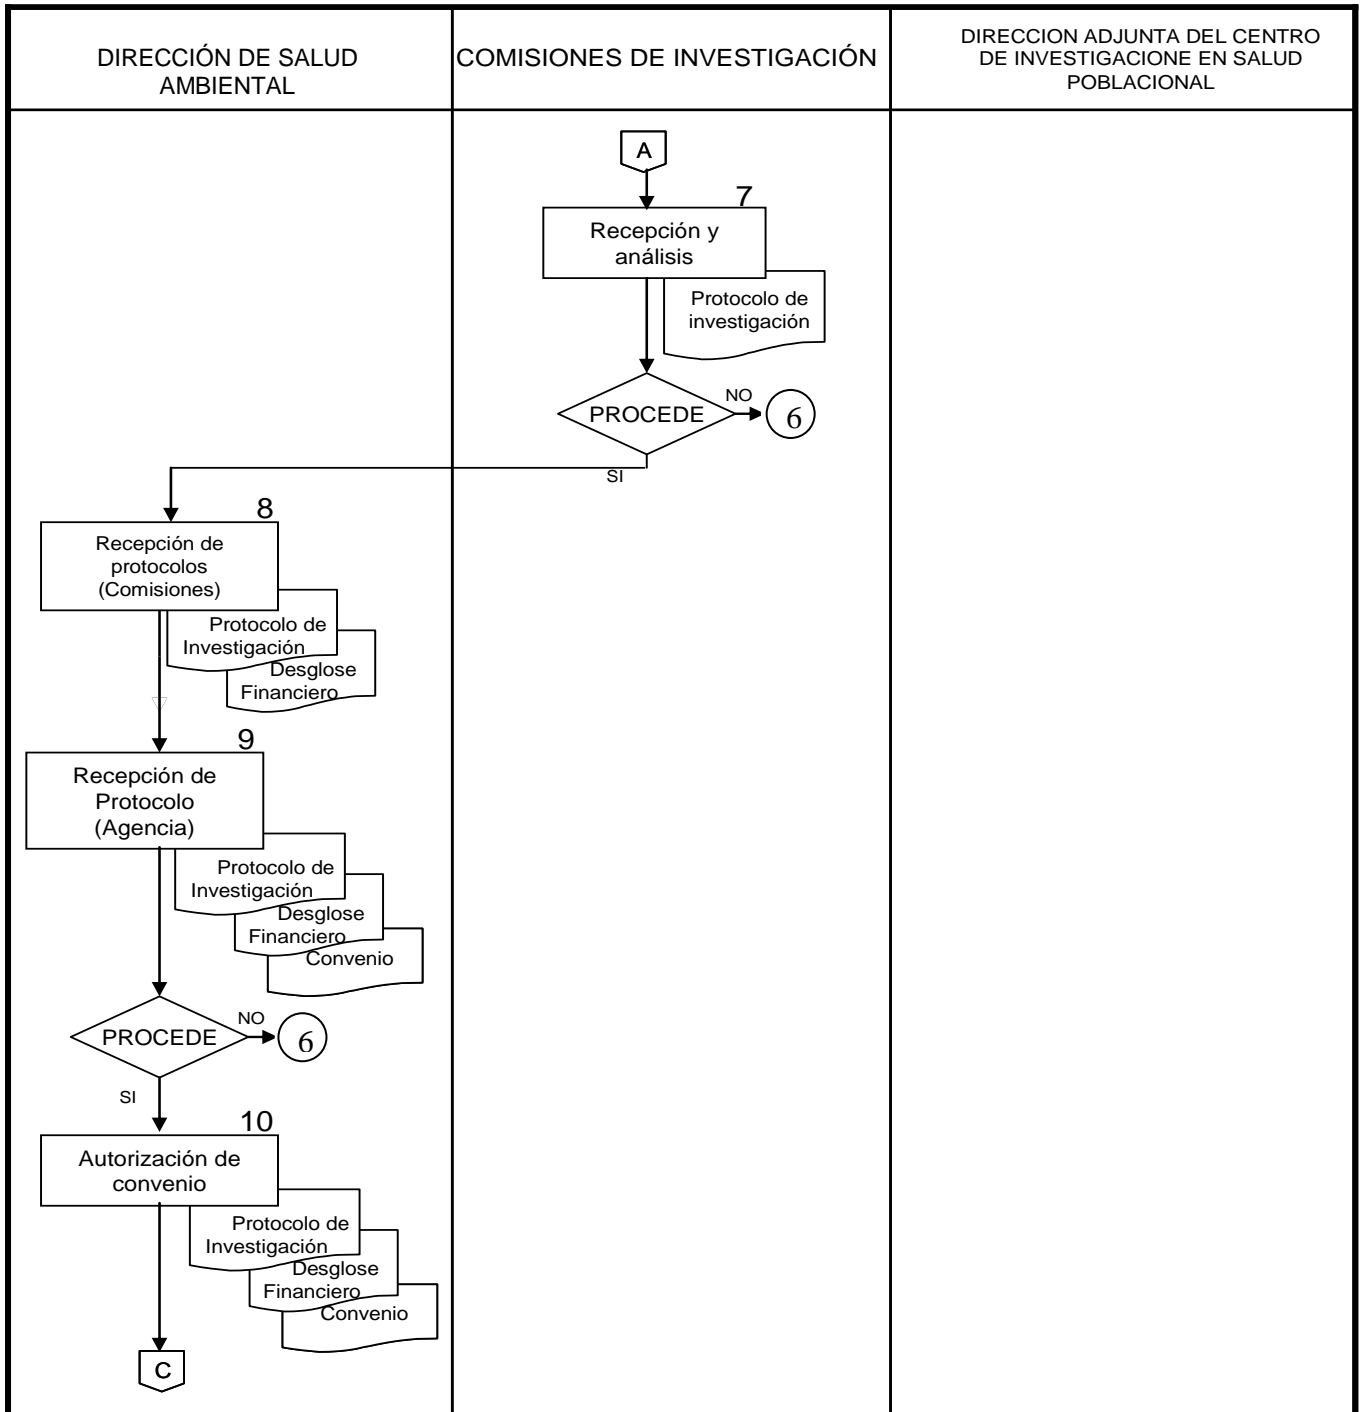 DIRECCIÓN DE SALUD
AMBIENTAL
COMISIONES DE INVESTIGACIÓN
DIRECCION ADJUNTA DEL CENTRO
DE INVESTIGACIONE EN SALUD
POBLACIONAL
A
7
Recepción y
análisis
Protocolo de
investigación
PROCEDE
NO
6
SI
8
Recepción de
protocolos
(Comisiones)
Protocolo de
Investigación
Desglose
Financiero
9
Recepción de
Protocolo
(Agencia)
Protocolo de
Investigación
Desglose
Financiero
Convenio
PROCEDE
NO
6
SI
10
Autorización de
convenio
Protocolo de
Investigación
Desglose
Financiero
Convenio
C